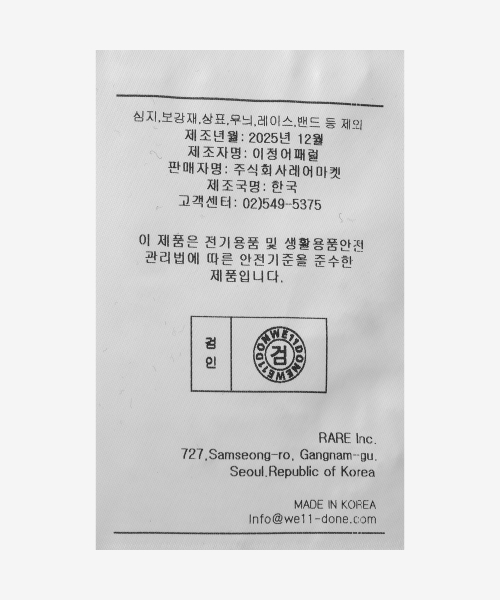 심지,보강재,상표,무늬,레이스,밴드 등 제외
제조년월: 2025년 12월
제조자명: 이정어패럴
판매자명: 주식회사레어마켓
제조국명: 한국
고객센터: 02)549-5375
이 제품은 전기용품 및 생활용품안전
관리법에 따른 안전기준을 준수한
제품입니다.
검인
검
WE11DONWE11DONE
RARE Inc.
727,Samseong-ro, Gangnam-gu,
Seoul,Republic of Korea
MADE IN KOREA
Info@we11-done.com